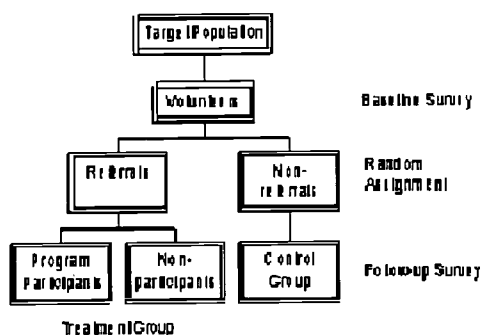 Target Population
Volunteers
Baseline Survey
Referrals
Non-
referrals
Random
Assignment
Program
Participants
Non-
participants
Control
Group
Follow-up Survey
Treatment Group